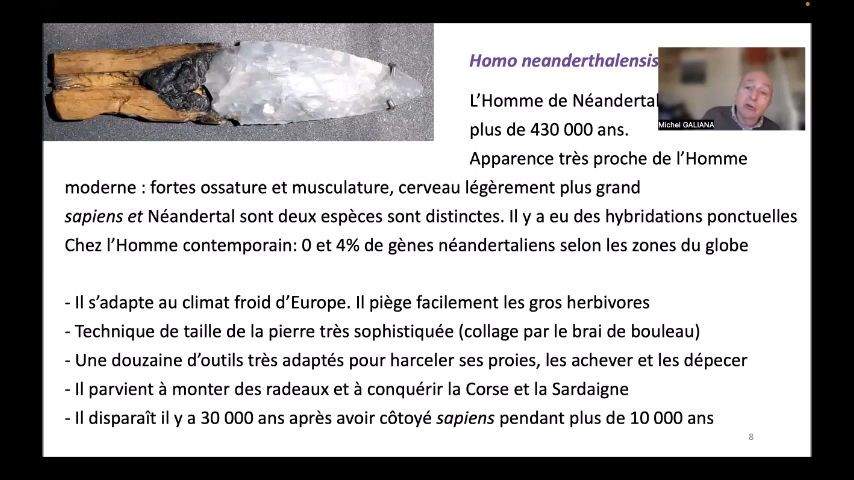 Homo neanderthalensis
L’Homme de Néandertal
Michel GALIANA
plus de 430 000 ans.
Apparence très proche de l’Homme
moderne : fortes ossature et musculature, cerveau légèrement plus grand
sapiens et Néandertal sont deux espèces sont distinctes. Il y a eu des hybridations ponctuelles
Chez l’Homme contemporain: 0 et 4% de gènes néandertaliens selon les zones du globe
- Il s’adapte au climat froid d’Europe. Il piège facilement les gros herbivores
- Technique de taille de la pierre très sophistiquée (collage par le brai de bouleau)
- Une douzaine d’outils très adaptés pour harceler ses proies, les achever et les dépecer
- Il parvient à monter des radeaux et à conquérir la Corse et la Sardaigne
- Il disparaît il y a 30 000 ans après avoir côtoyé sapiens pendant plus de 10 000 ans
8